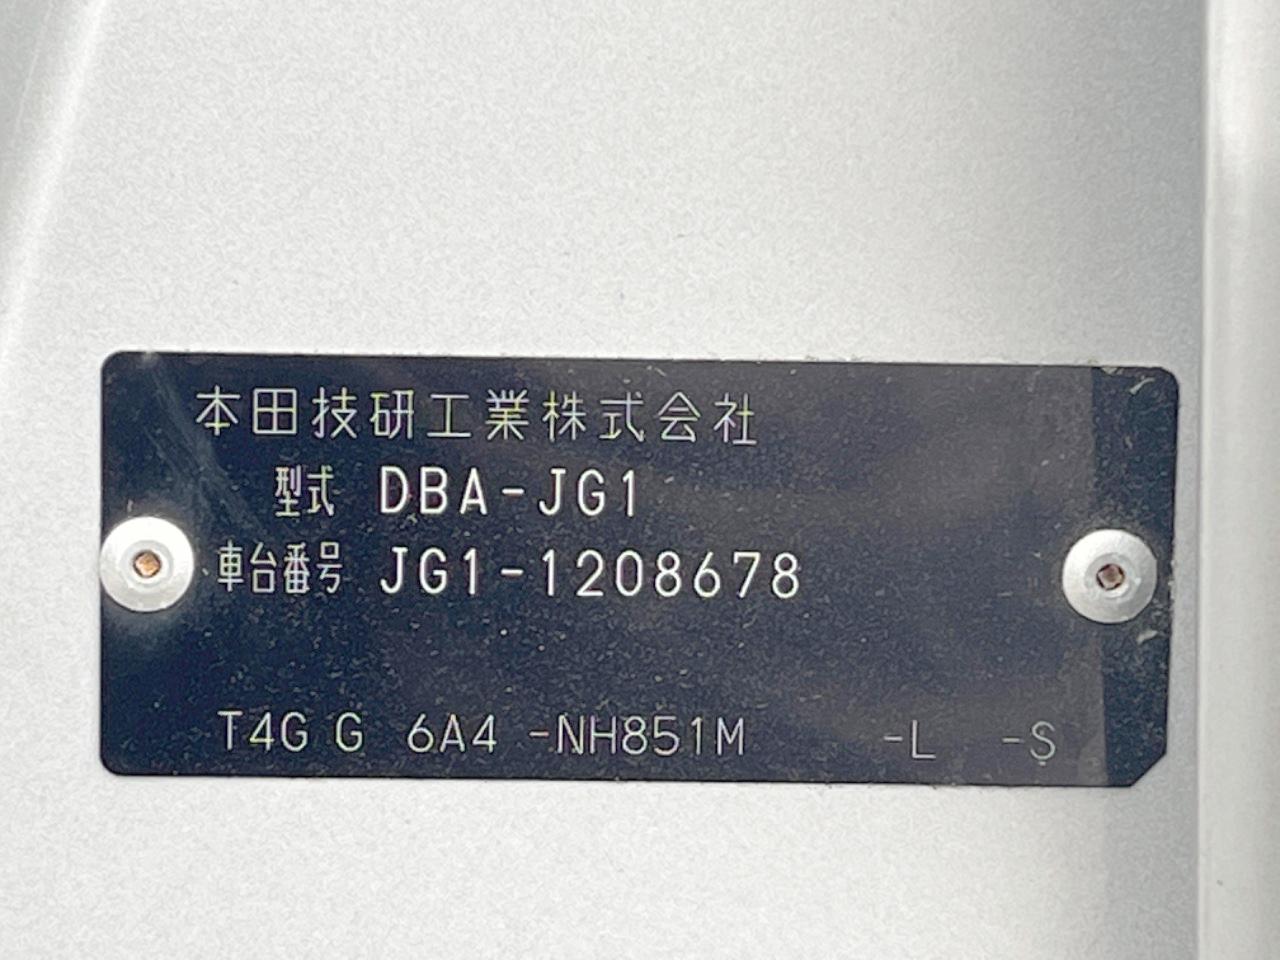 本田技研工業株式会社
型式 DBA-JG1
車台番号 JG1-1208678
T4G G 6A4 -NH851M -L -S